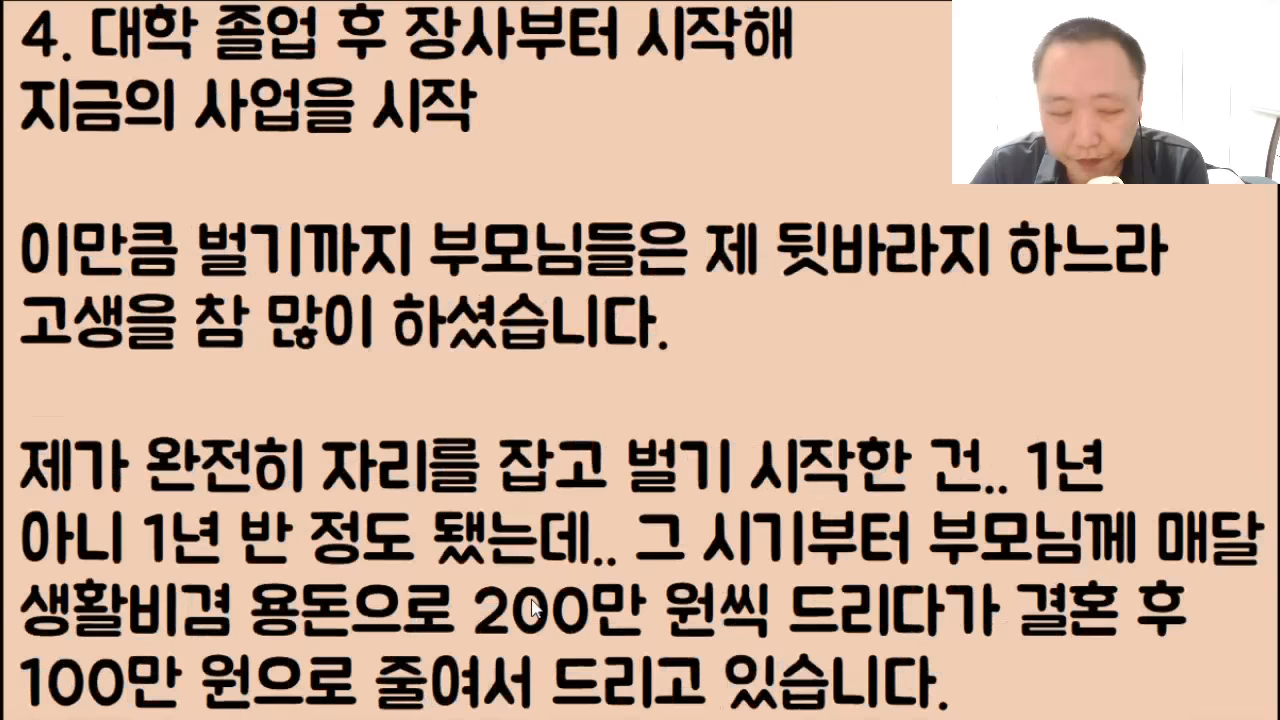 4. 대학 졸업 후 장사부터 시작해
지금의 사업을 시작
이만큼 벌기까지 부모님들은 제 뒷바라지 하느라
고생을 참 많이 하셨습니다.
제가 완전히 자리를 잡고 벌기 시작한 건.. 1년
아니 1년 반 정도 됐는데.. 그 시기부터 부모님께 매달
생활비겸 용돈으로 200만 원씩 드리다가 결혼 후
100만 원으로 줄여서 드리고 있습니다.